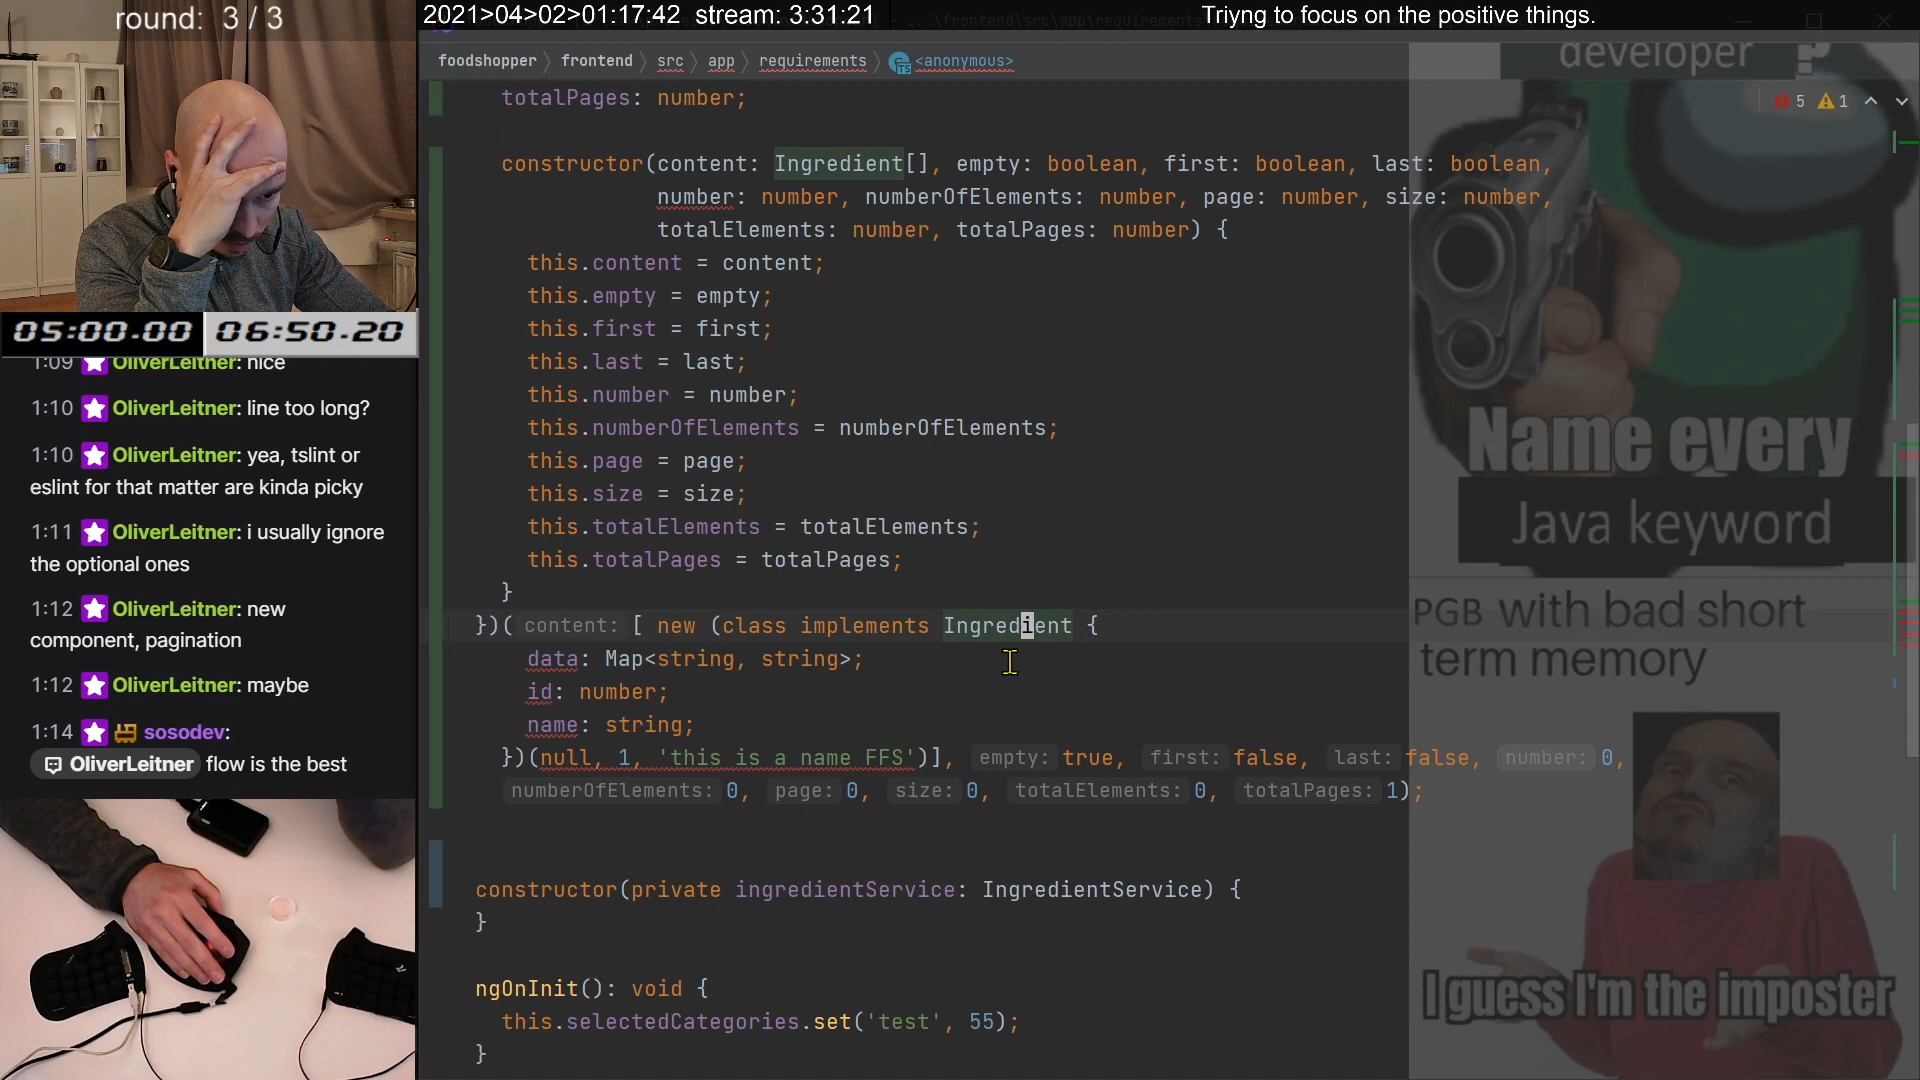 round: 3 / 3
2021>04>02>01:17:42 stream: 3:31:21
Triyng to focus on the positive things.
foodshopper
frontend
src
app
requirements
<anonymous>
5
1
totalPages: number;
constructor(content: Ingredient[], empty: boolean, first: boolean, last: boolean,
number: number, numberOfElements: number, page: number, size: number,
totalElements: number, totalPages: number) {
this.content = content;
this.empty = empty;
this.first = first;
this.last = last;
this.number = number;
this.numberOfElements = numberOfElements;
this.page = page;
this.size = size;
this.totalElements = totalElements;
this.totalPages = totalPages;
}
})( content: [ new (class implements Ingredient {
data: Map<string, string>;
id: number;
name: string;
})(null, 1, 'this is a name FFS')], empty: true, first: false, last: false, number: 0,
numberOfElements: 0, page: 0, size: 0, totalElements: 0, totalPages: 1);
constructor(private ingredientService: IngredientService) {
}
ngOnInit(): void {
this.selectedCategories.set('test', 55);
}
05:00.00
06:50.20
1:09 OliverLeitner: nice
1:10 OliverLeitner: line too long?
1:10 OliverLeitner: yea, tslint or
eslint for that matter are kinda picky
1:11 OliverLeitner: i usually ignore
the optional ones
1:12 OliverLeitner: new
component, pagination
1:12 OliverLeitner: maybe
1:14 sosodev:
OliverLeitner flow is the best
developer ?
Name every
Java keyword
PGB with bad short
term memory
I guess I'm the imposter